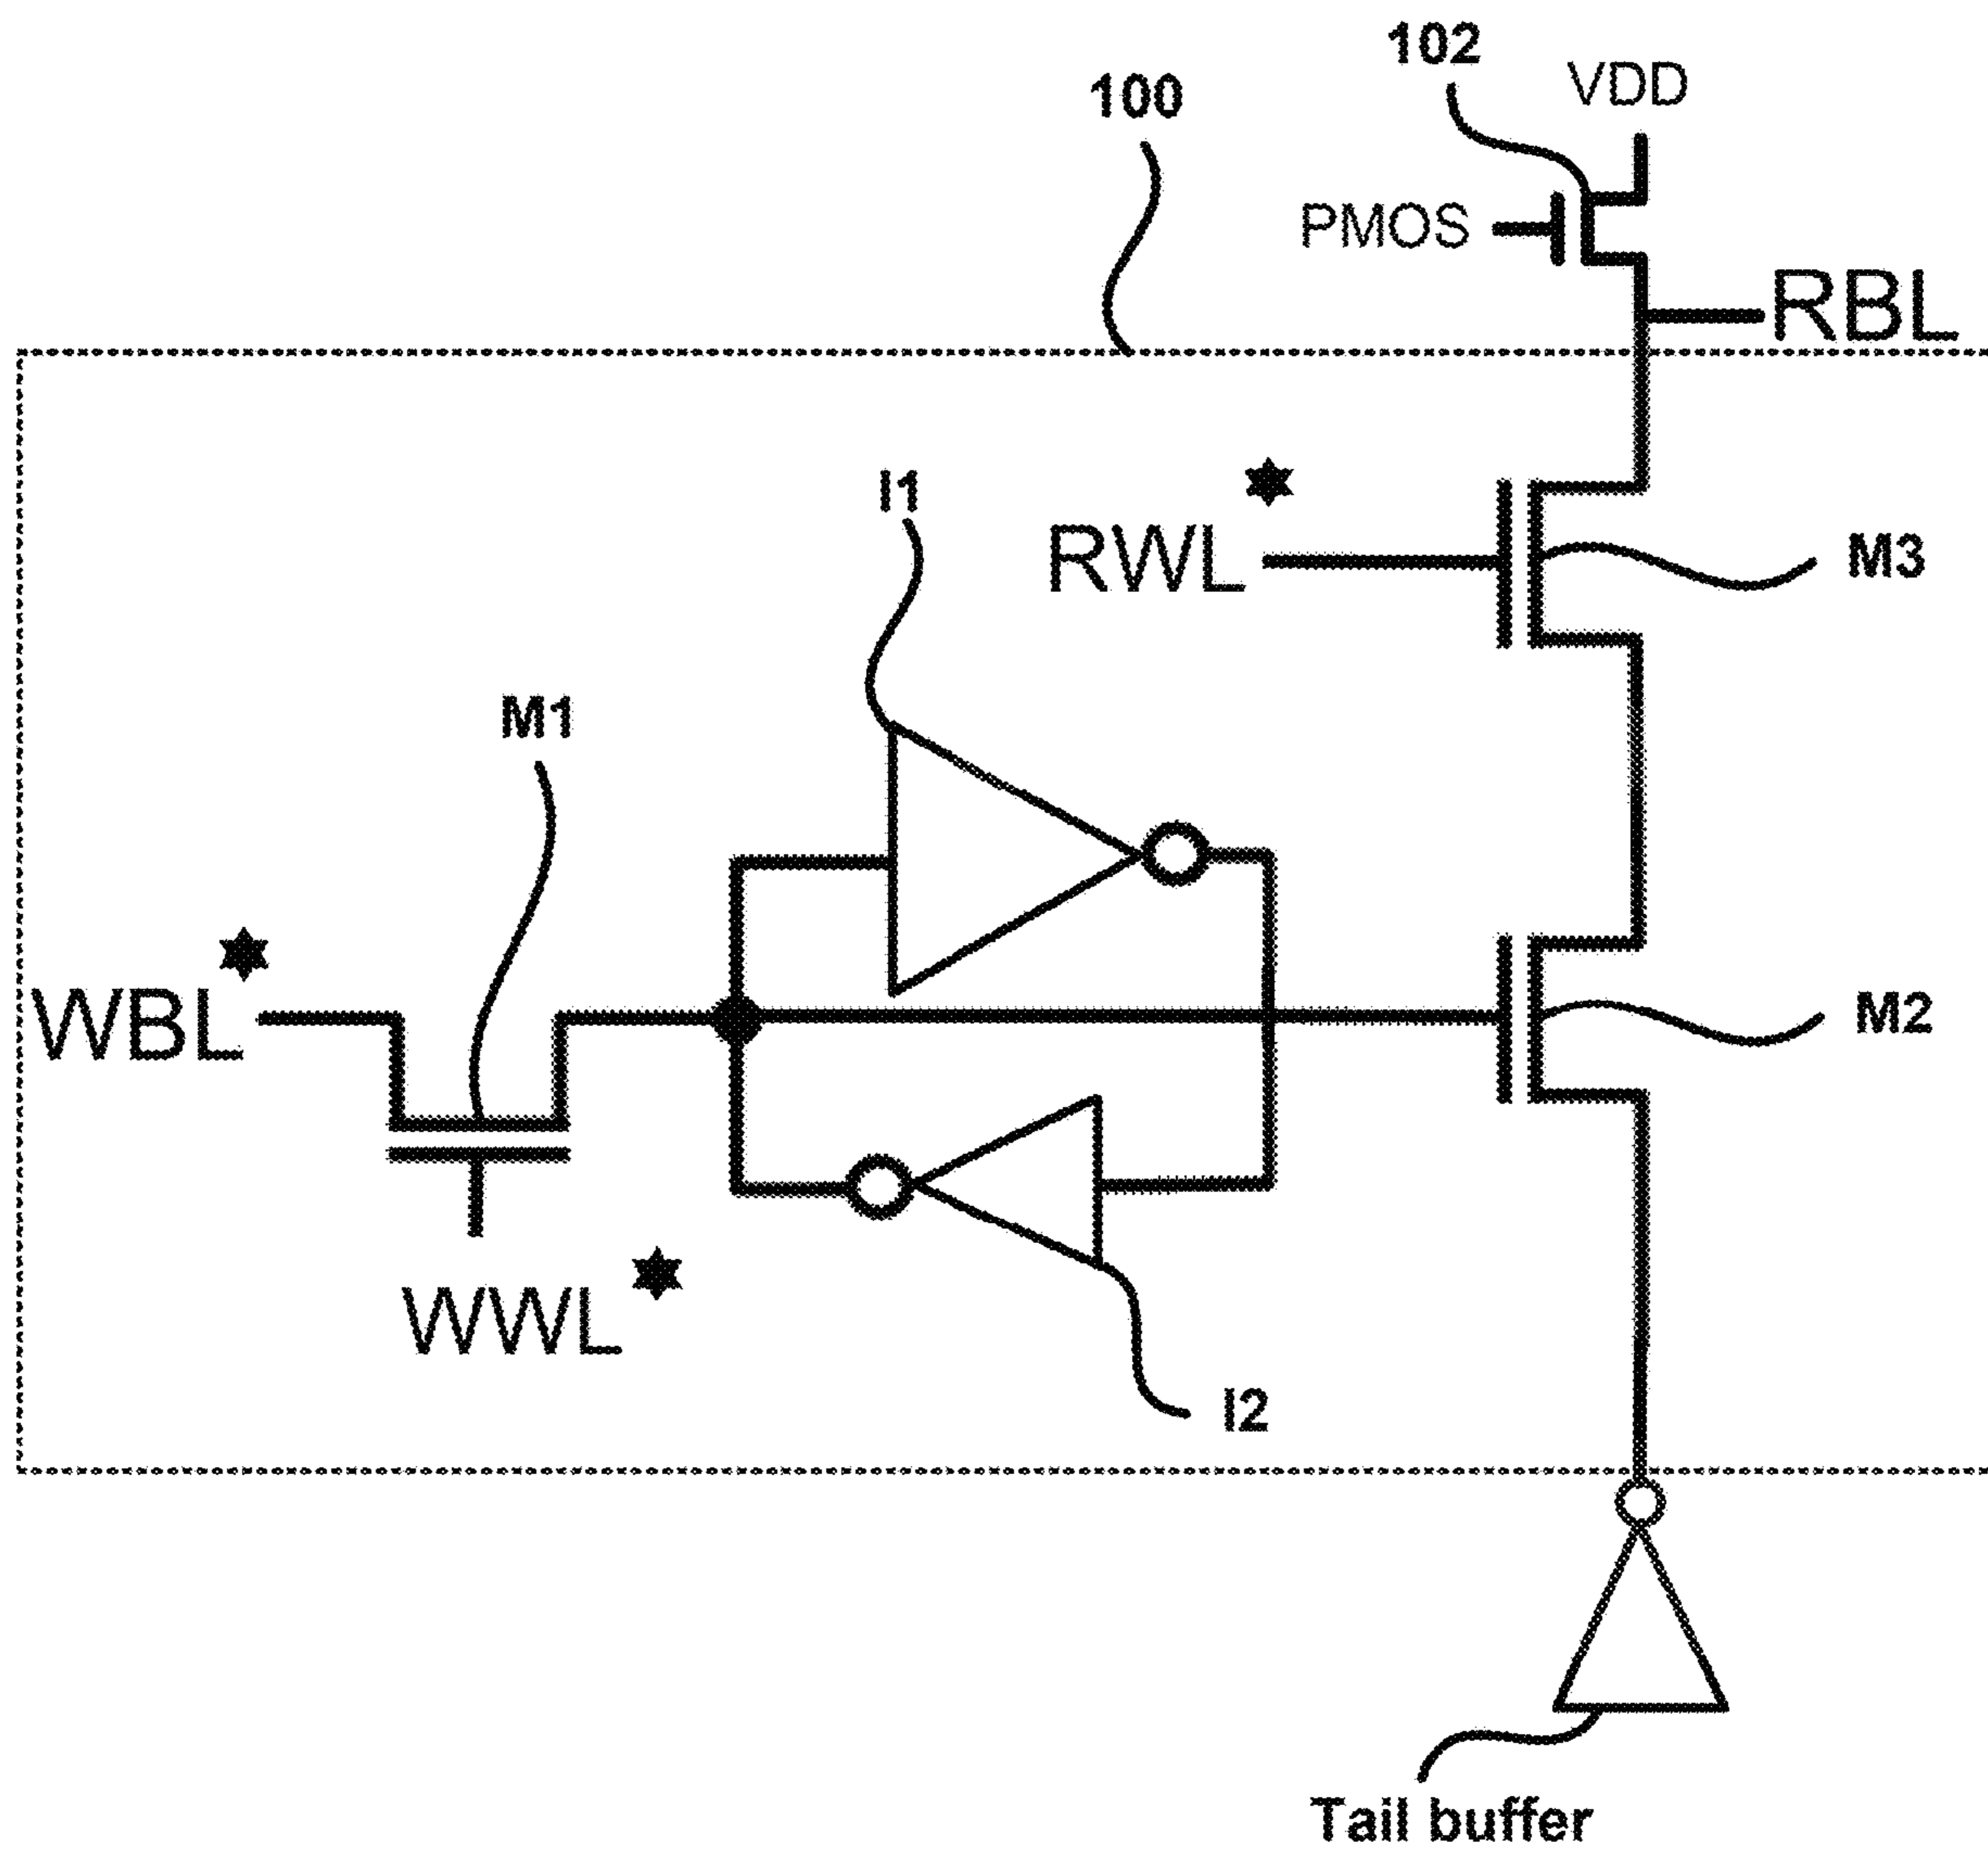 102
VDD
100
PMOS
RBL
I1
RWL★
M3
M1
WBL★
M2
WWL★
I2
Tail buffer